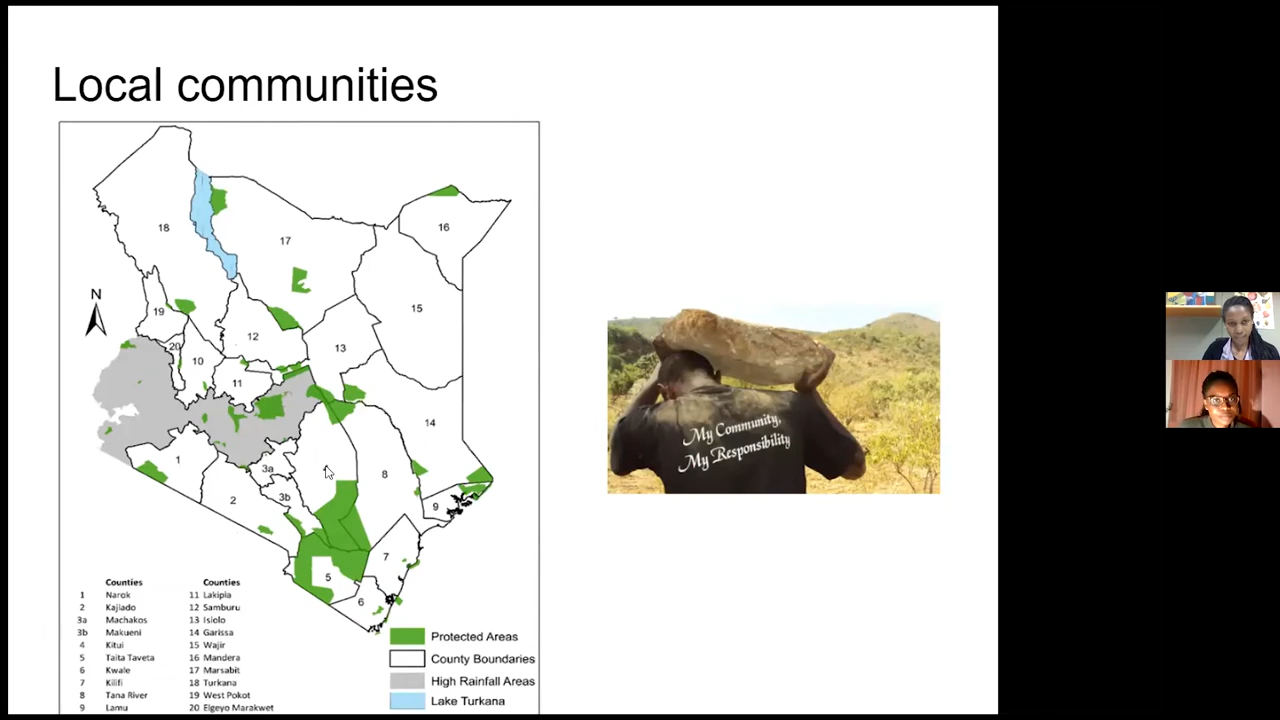 Local communities
N
18
17
16
15
19
20
10
12
13
11
14
1
3a
2
3b
8
9
7
5
6
My Community,
My Responsibility
Counties Counties
1 Narok 11 Lakipia
2 Kajiado 12 Samburu
3a Machakos 13 Isiolo
3b Makueni 14 Garissa
4 Kitui 15 Wajir
5 Taita Taveta 16 Mandera
6 Kwale 17 Marsabit
7 Kilifi 18 Turkana
8 Tana River 19 West Pokot
9 Lamu 20 Elgeyo Marakwet
Protected Areas
County Boundaries
High Rainfall Areas
Lake Turkana